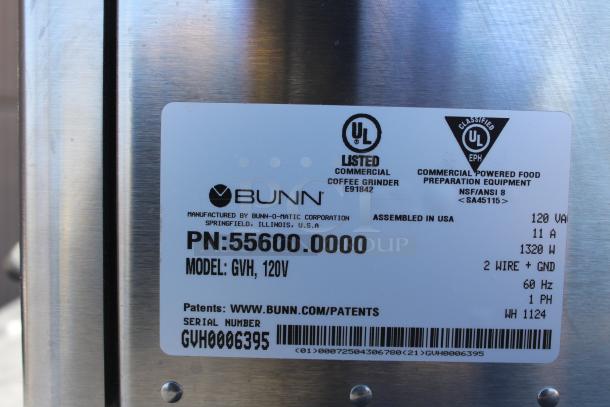 UL
LISTED
COMMERCIAL
COFFEE GRINDER
E91842
CLASSIFIED
UL
EPH
COMMERCIAL POWERED FOOD
PREPARATION EQUIPMENT
NSF/ANSI 8
<SA45115>
BUNN
MANUFACTURED BY BUNN-O-MATIC CORPORATION
SPRINGFIELD, ILLINOIS, U.S.A
ASSEMBLED IN USA
PN:55600.0000
MODEL: GVH, 120V
120 VA
11 A
1320 W
2 WIRE + GND
60 Hz
1 PH
WH 1124
Patents: WWW.BUNN.COM/PATENTS
SERIAL NUMBER
GVH0006395
(01)00072504306780(21)GVH0006395